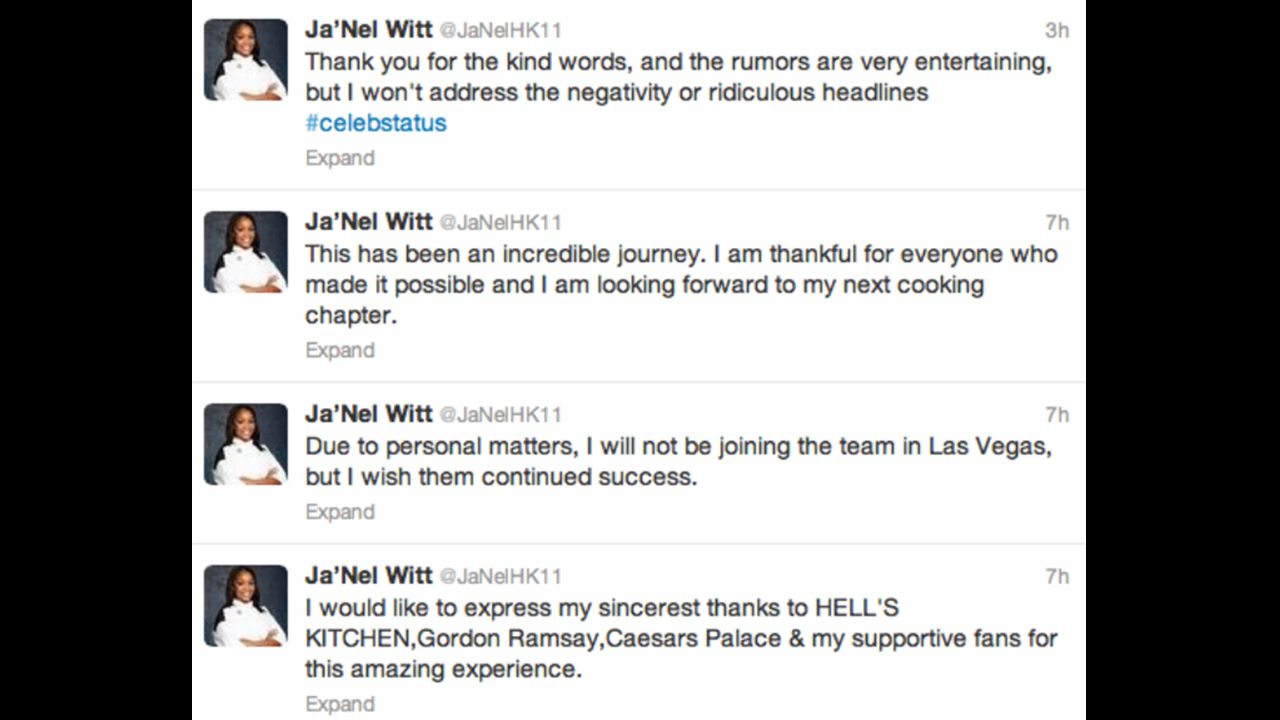 Ja’Nel Witt @JaNelHK11 3h
Thank you for the kind words, and the rumors are very entertaining,
but I won't address the negativity or ridiculous headlines
#celebstatus
Expand
Ja’Nel Witt @JaNelHK11 7h
This has been an incredible journey. I am thankful for everyone who
made it possible and I am looking forward to my next cooking
chapter.
Expand
Ja’Nel Witt @JaNelHK11 7h
Due to personal matters, I will not be joining the team in Las Vegas,
but I wish them continued success.
Expand
Ja’Nel Witt @JaNelHK11 7h
I would like to express my sincerest thanks to HELL'S
KITCHEN,Gordon Ramsay,Caesars Palace & my supportive fans for
this amazing experience.
Expand